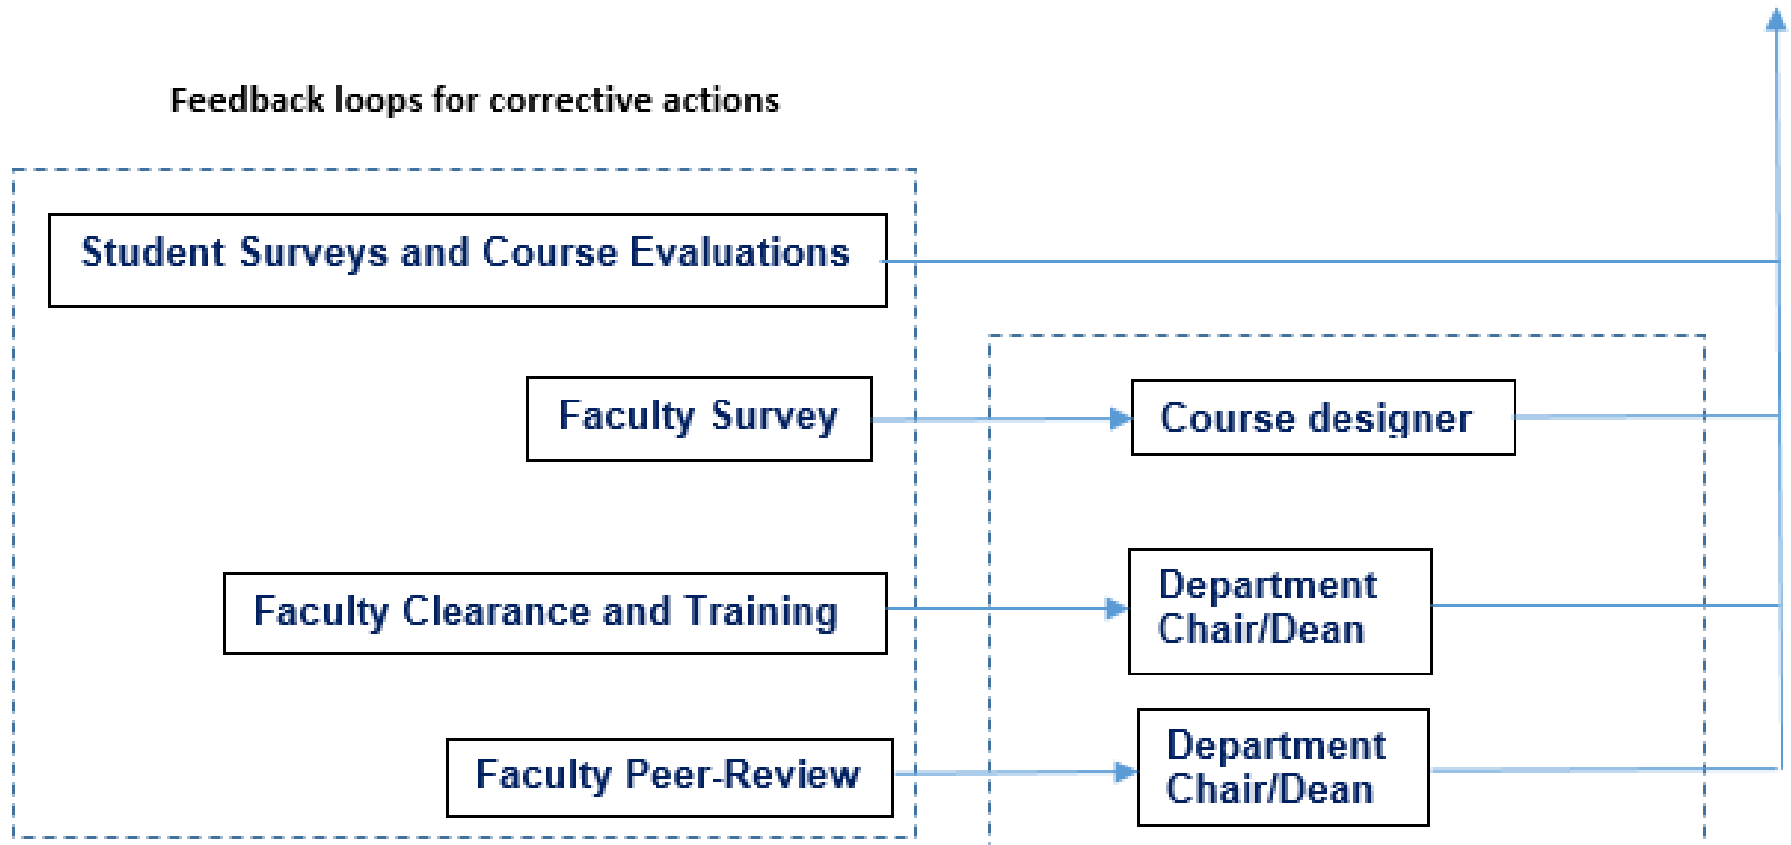 Feedback loops for corrective actions
Student Surveys and Course Evaluations
Faculty Survey
Course designer
Faculty Clearance and Training
Department
Chair/Dean
Faculty Peer-Review
Department
Chair/Dean